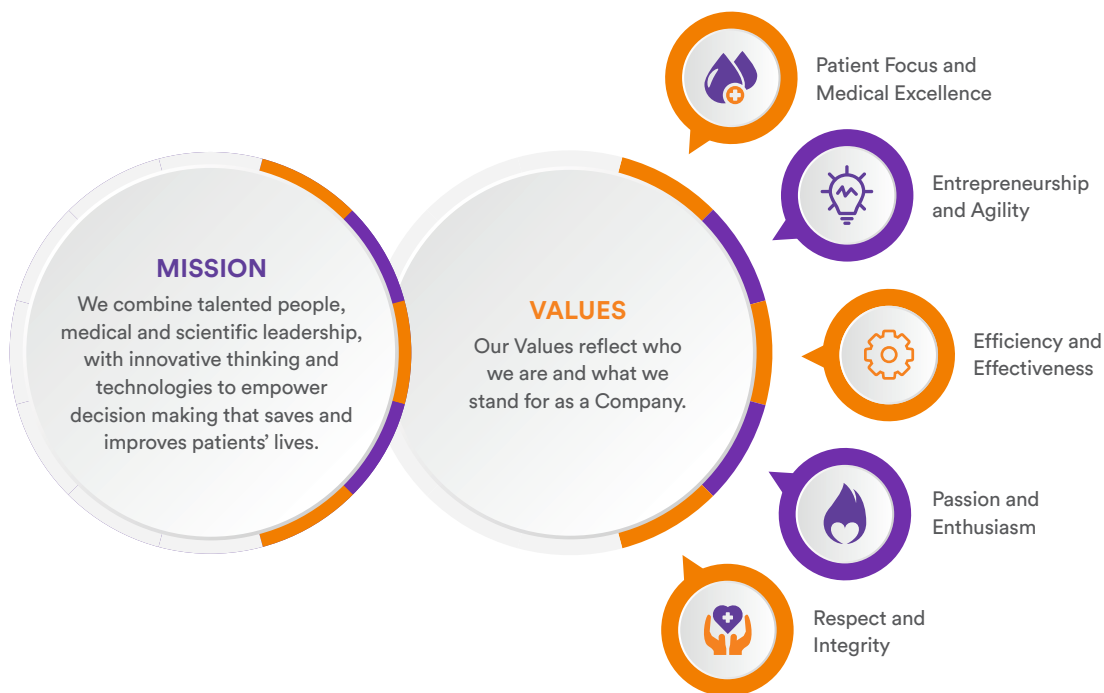 MISSION
We combine talented people,
medical and scientific leadership,
with innovative thinking and
technologies to empower
decision making that saves and
improves patients’ lives.
VALUES
Our Values reflect who
we are and what we
stand for as a Company.
Patient Focus and
Medical Excellence
Entrepreneurship
and Agility
Efficiency and
Effectiveness
Passion and
Enthusiasm
Respect and
Integrity